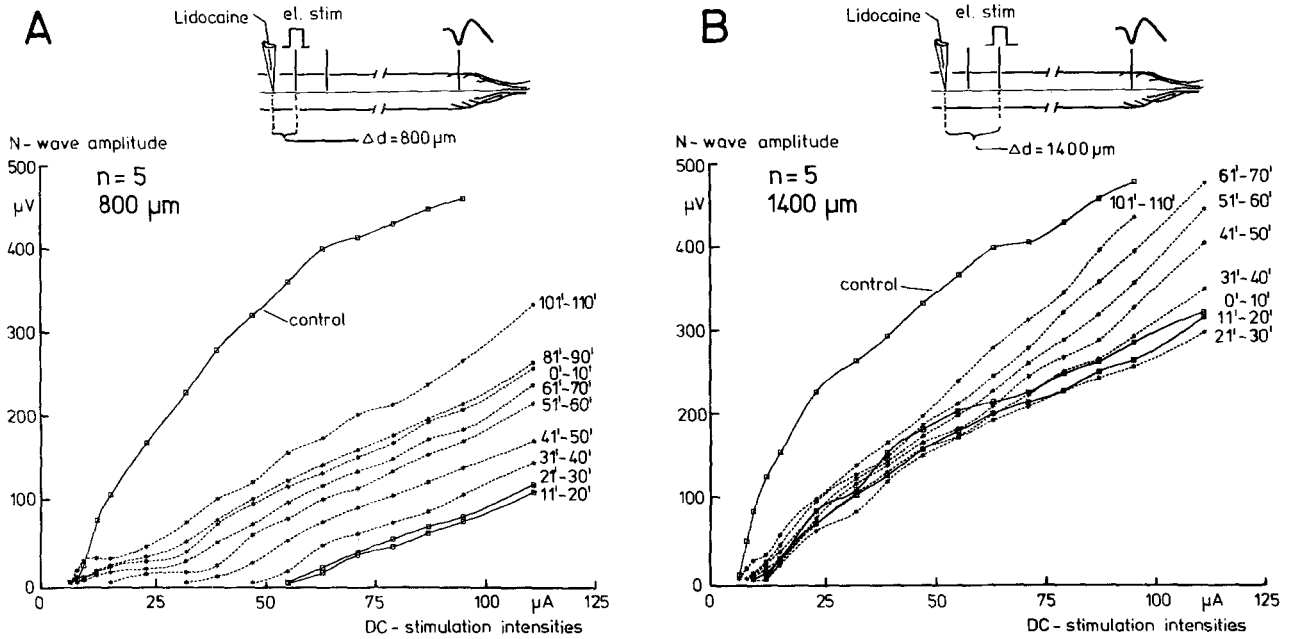 A
Lidocaine
el. stim
Δd = 800 µm
N - wave amplitude
n = 5
800 µm
500
µV
400
300
200
100
0
control
101' - 110'
81' - 90'
0' - 10'
61' - 70'
51' - 60'
41' - 50'
31' - 40'
21' - 30'
11' - 20'
0
25
50
75
100
µA
125
DC - stimulation intensities
B
Lidocaine
el. stim
Δd = 1400 µm
N - wave amplitude
n = 5
1400 µm
500
µV
400
300
200
100
0
control
101' - 110'
61' - 70'
51' - 60'
41' - 50'
31' - 40'
0' - 10'
11' - 20'
21' - 30'
0
25
50
75
100
µA
125
DC - stimulation intensities